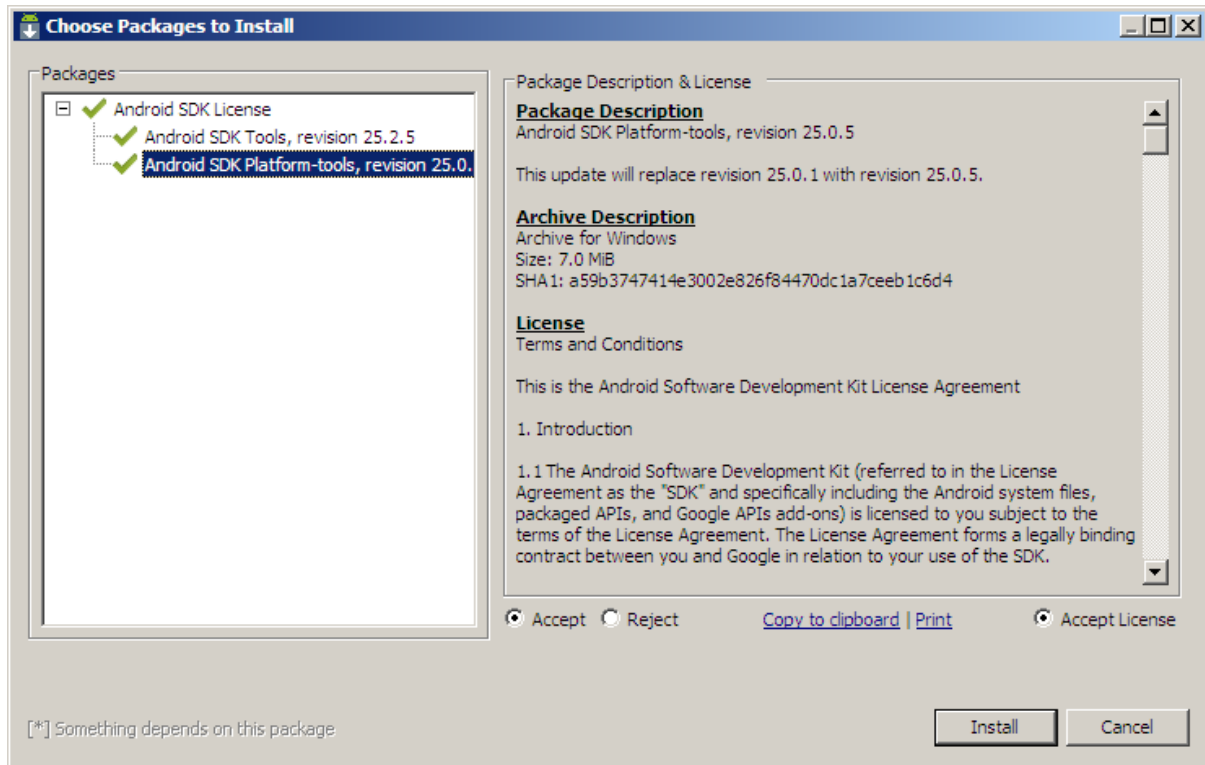 Choose Packages to Install
Packages
Android SDK License
Android SDK Tools, revision 25.2.5
Android SDK Platform-tools, revision 25.0.
Package Description & License
Package Description
Android SDK Platform-tools, revision 25.0.5
This update will replace revision 25.0.1 with revision 25.0.5.
Archive Description
Archive for Windows
Size: 7.0 MiB
SHA1: a59b3747414e3002e826f84470dc1a7ceeb1c6d4
License
Terms and Conditions
This is the Android Software Development Kit License Agreement
1. Introduction
1.1 The Android Software Development Kit (referred to in the License
Agreement as the "SDK" and specifically including the Android system files,
packaged APIs, and Google APIs add-ons) is licensed to you subject to the
terms of the License Agreement. The License Agreement forms a legally binding
contract between you and Google in relation to your use of the SDK.
Accept Reject Copy to clipboard | Print Accept License
[*] Something depends on this package
Install Cancel